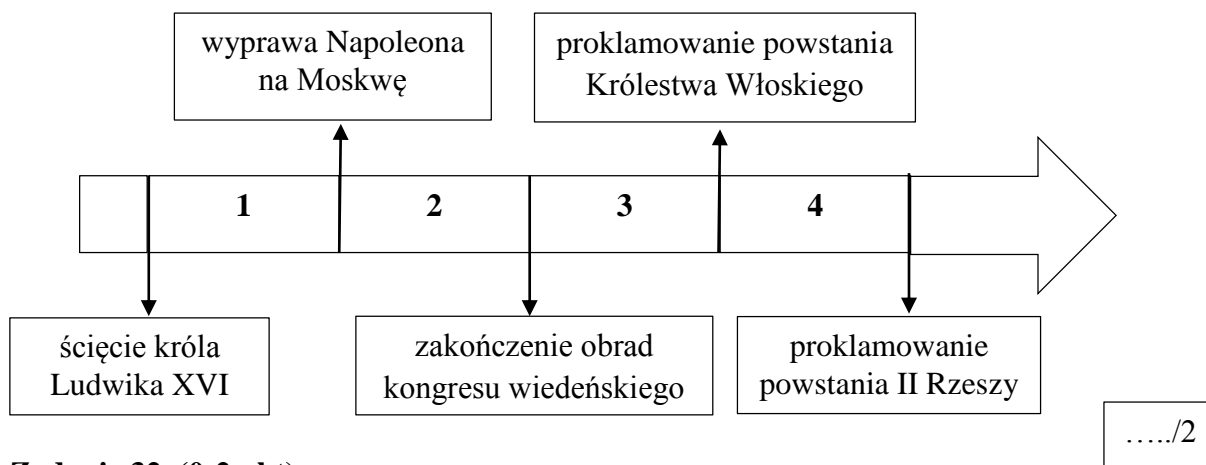 wyprawa Napoleona
na Moskwę
proklamowanie powstania
Królestwa Włoskiego
1
2
3
4
ścięcie króla
Ludwika XVI
zakończenie obrad
kongresu wiedeńskiego
proklamowanie
powstania II Rzeszy
…../2